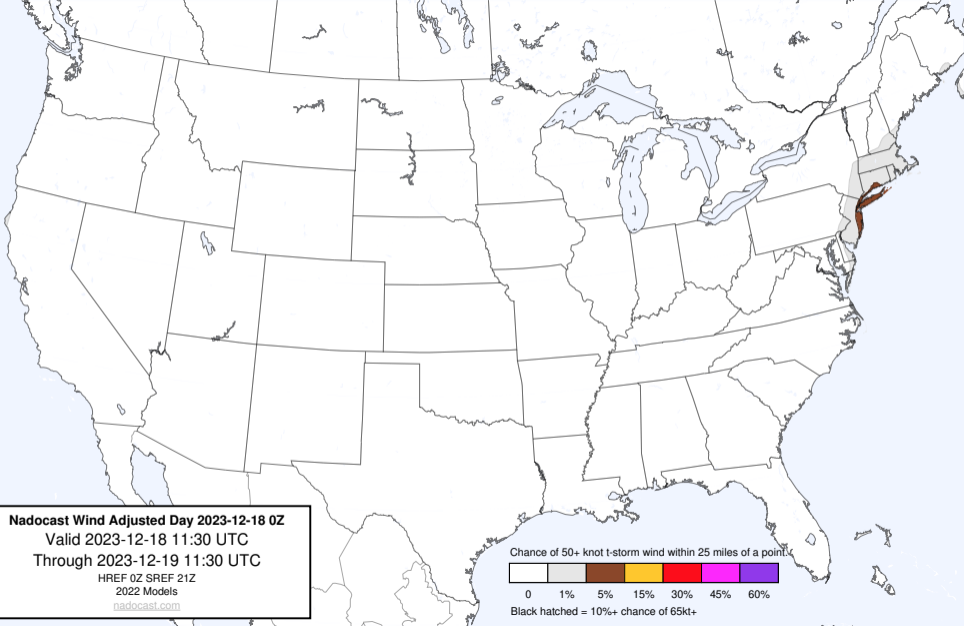 Nadocast Wind Adjusted Day 2023-12-18 0Z
Valid 2023-12-18 11:30 UTC
Through 2023-12-19 11:30 UTC
HREF 0Z SREF 21Z
2022 Models
nadocast.com
Chance of 50+ knot t-storm wind within 25 miles of a point.
0 1% 5% 15% 30% 45% 60%
Black hatched = 10%+ chance of 65kt+